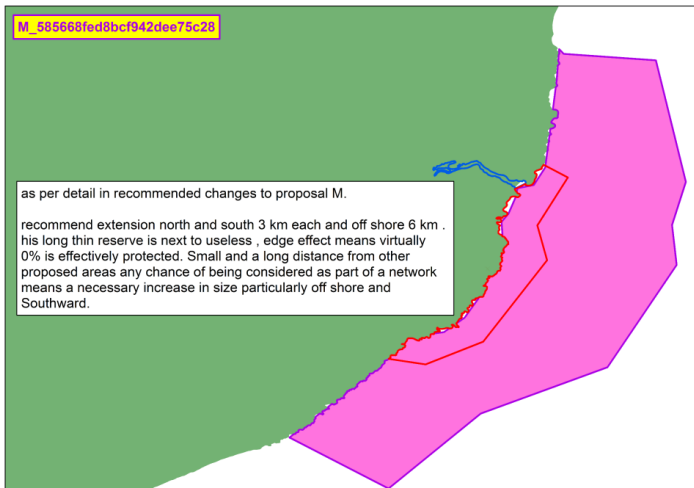 M_585668fed8bcf942dee75c28
as per detail in recommended changes to proposal M.
recommend extension north and south 3 km each and off shore 6 km .
his long thin reserve is next to useless , edge effect means virtually
0% is effectively protected. Small and a long distance from other
proposed areas any chance of being considered as part of a network
means a necessary increase in size particularly off shore and
Southward.